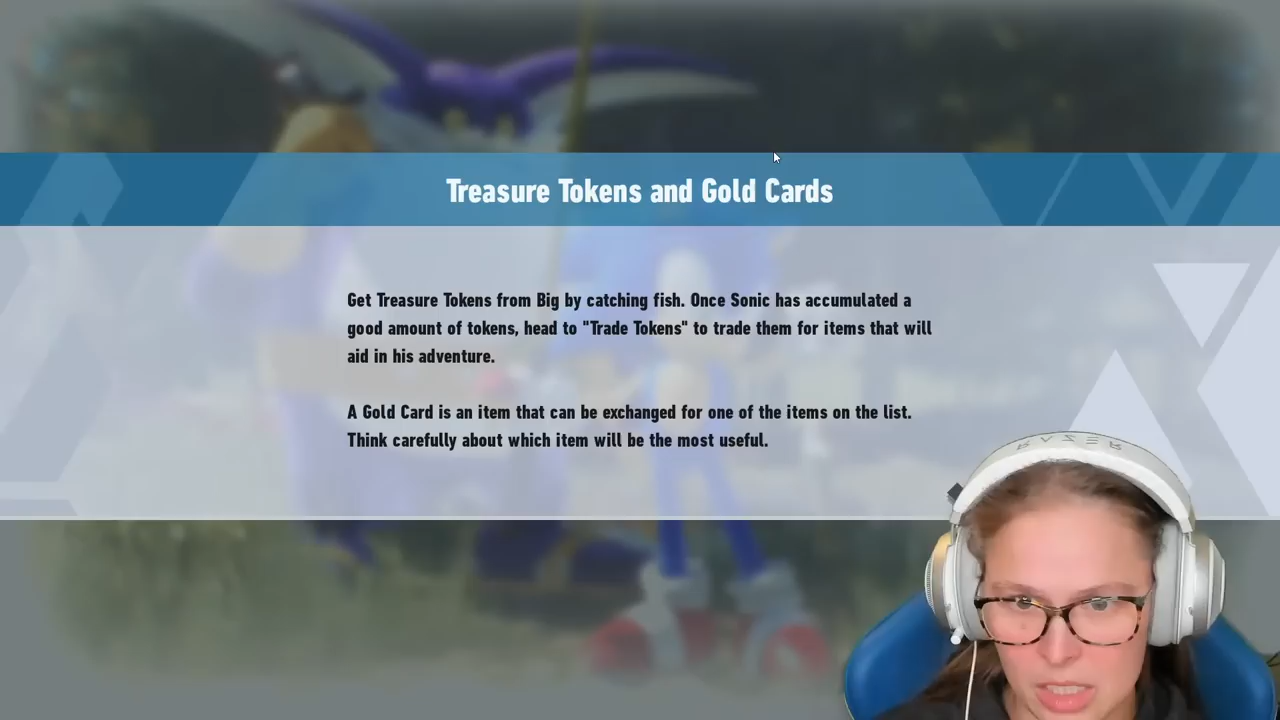 Treasure Tokens and Gold Cards
Get Treasure Tokens from Big by catching fish. Once Sonic has accumulated a
good amount of tokens, head to "Trade Tokens" to trade them for items that will
aid in his adventure.
A Gold Card is an item that can be exchanged for one of the items on the list.
Think carefully about which item will be the most useful.
RAZER